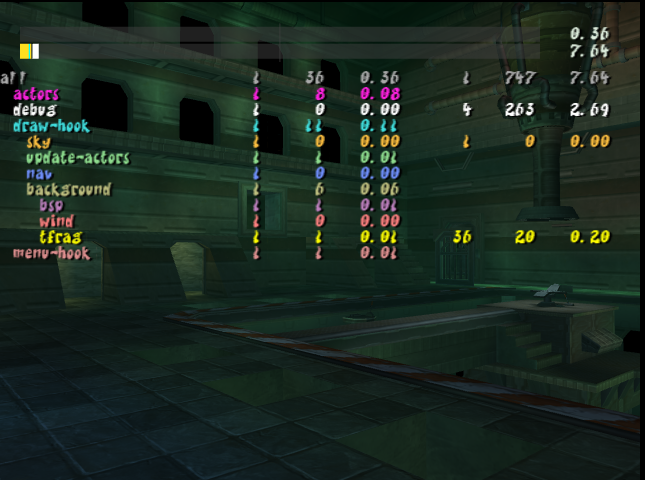 0.36
7.64
all 1 36 0.36 1 747 7.64
actors 1 8 0.08
debug 1 0 0.00 4 263 2.69
draw-hook 1 11 0.11
sky 1 0 0.00 1 0 0.00
update-actors 1 1 0.01
nav 1 0 0.00
background 1 6 0.06
bsp 1 1 0.01
wind 1 0 0.00
tfrag 1 1 0.01 36 20 0.20
menu-hook 1 1 0.01